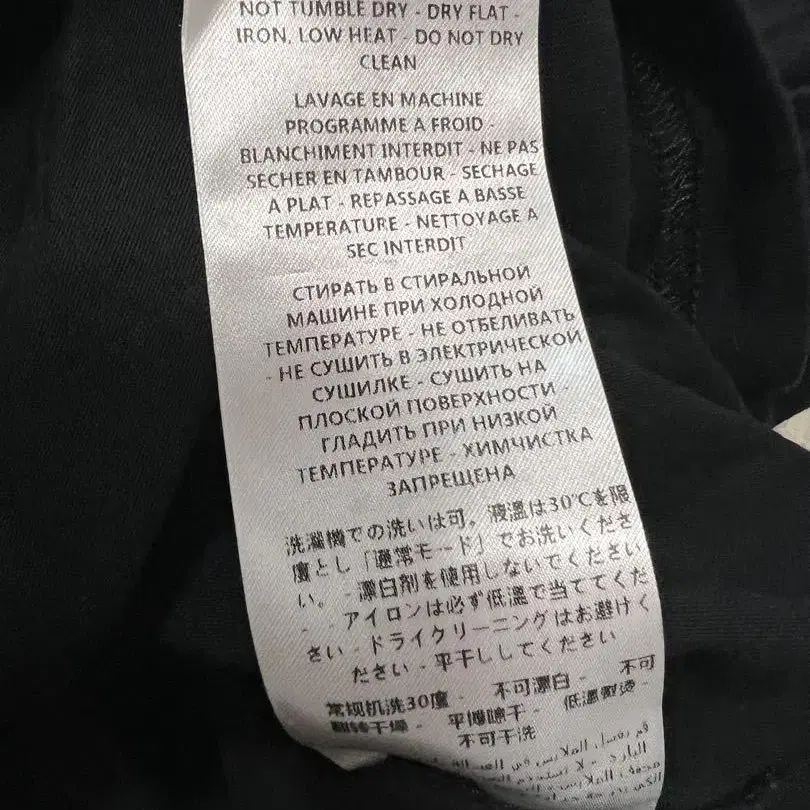 NOT TUMBLE DRY - DRY FLAT -
IRON, LOW HEAT - DO NOT DRY
CLEAN
LAVAGE EN MACHINE
PROGRAMME A FROID -
BLANCHIMENT INTERDIT - NE PAS
SECHER EN TAMBOUR - SECHAGE
A PLAT - REPASSAGE A BASSE
TEMPERATURE - NETTOYAGE A
SEC INTERDIT
СТИРАТЬ В СТИРАЛЬНОЙ
МАШИНЕ ПРИ ХОЛОДНОЙ
ТЕМПЕРАТУРЕ - НЕ ОТБЕЛИВАТЬ
- НЕ СУШИТЬ В ЭЛЕКТРИЧЕСКОЙ
СУШИЛКЕ - СУШИТЬ НА
ПЛОСКОЙ ПОВЕРХНОСТИ -
ГЛАДИТЬ ПРИ НИЗКОЙ
ТЕМПЕРАТУРЕ - ХИМЧИСТКА
ЗАПРЕЩЕНА
洗濯機での洗いは可。液温は30℃を限
度とし「通常モード」でお洗いくださ
い。 - 漂白剤を使用しないでください
- - アイロンは必ず低温で当ててくだ
さい - ドライクリーニングはお避けく
ださい - 平干ししてください
常规机洗30度 - 不可漂白 - 不可
翻转干燥 - 平摊晾干 - 低温熨烫 -
不可干洗